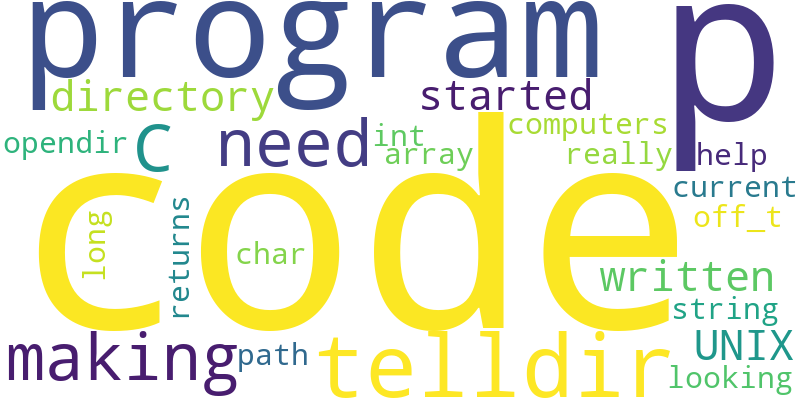 program
p
directory
started
computers
opendir
C
need
int
array
really
help
code
current
off_t
long
returns
char
written
string
making
path
telldir
UNIX
looking